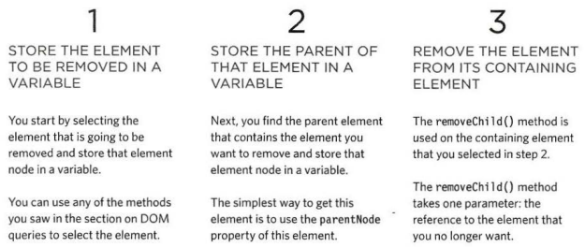 1
STORE THE ELEMENT
TO BE REMOVED IN A
VARIABLE
You start by selecting the
element that is going to be
removed and store that element
node in a variable.
You can use any of the methods
you saw in the section on DOM
queries to select the element.
2
STORE THE PARENT OF
THAT ELEMENT IN A
VARIABLE
Next, you find the parent element
that contains the element you
want to remove and store that
element node in a variable.
The simplest way to get this
element is to use the parentNode
property of this element.
3
REMOVE THE ELEMENT
FROM ITS CONTAINING
ELEMENT
The removeChild() method is
used on the containing element
that you selected in step 2.
The removeChild() method
takes one parameter: the
reference to the element that
you no longer want.